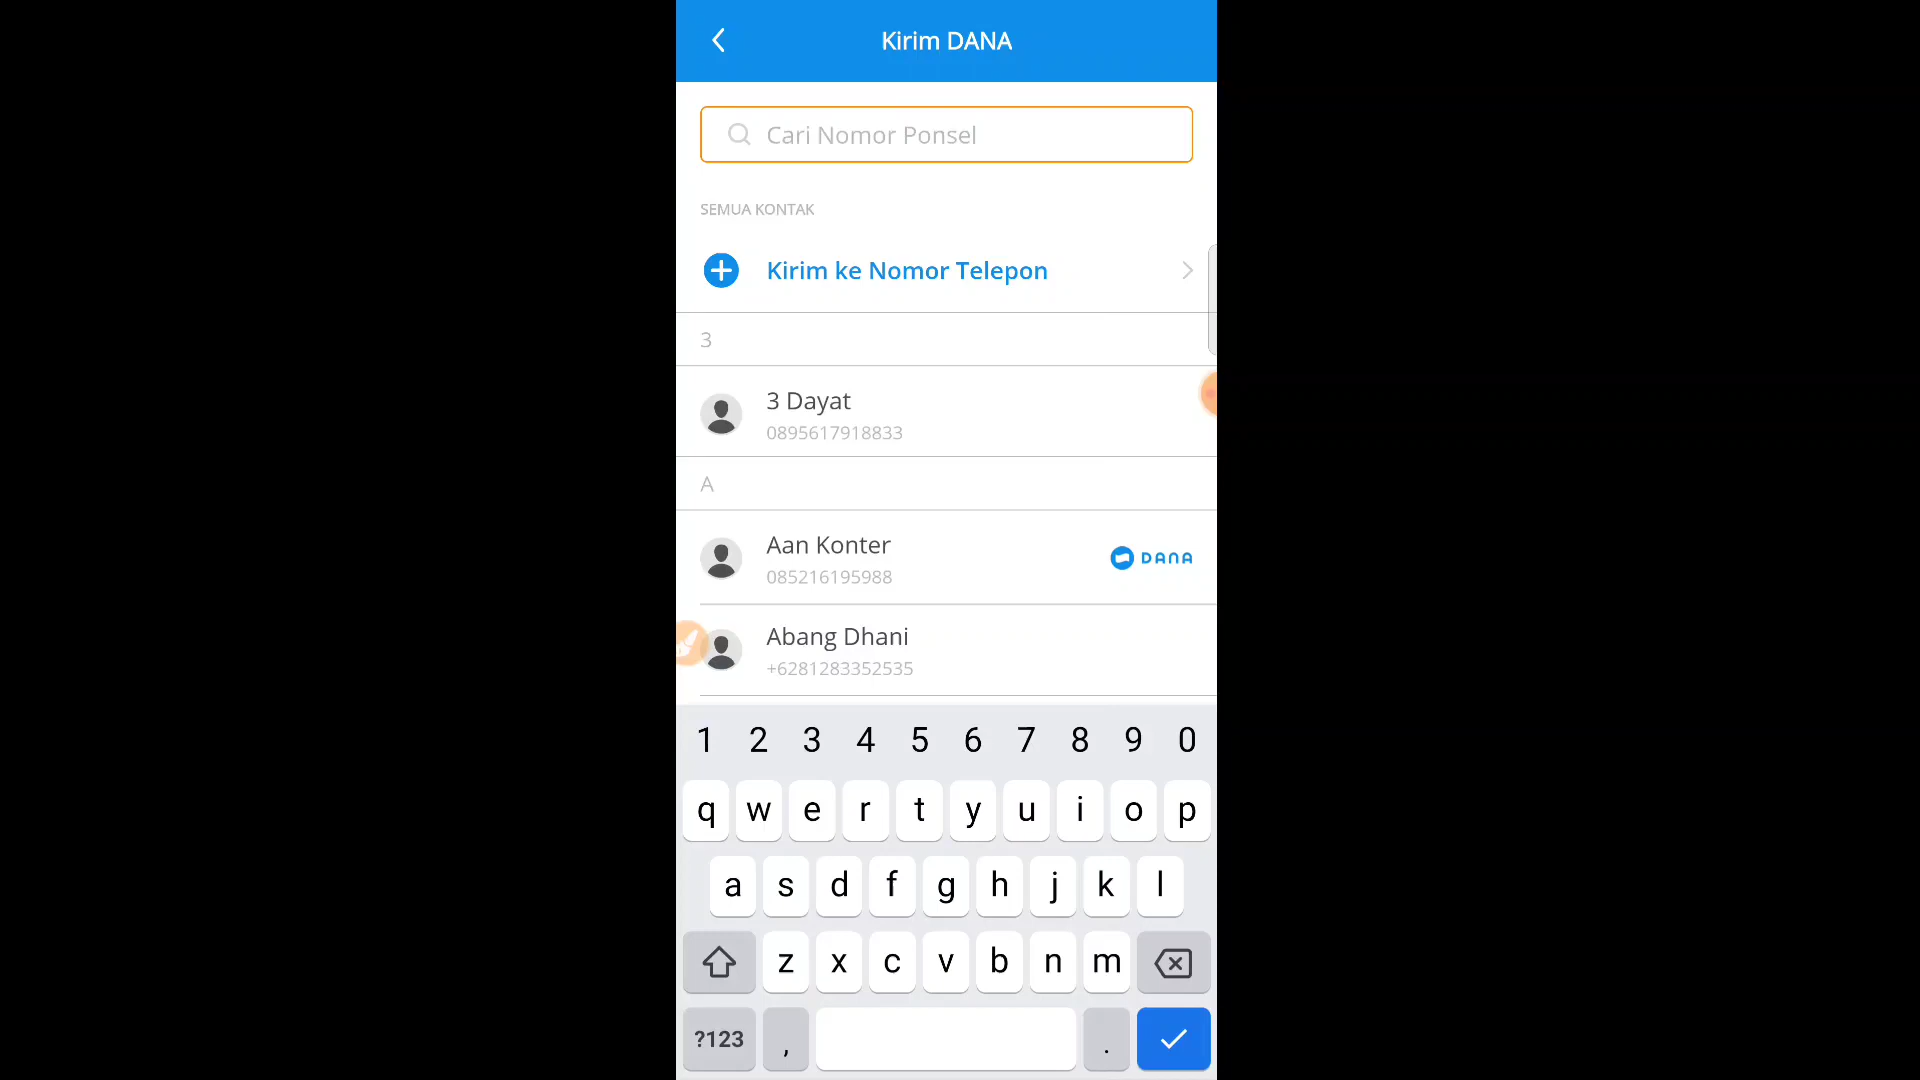 Kirim DANA
Cari Nomor Ponsel
SEMUA KONTAK
Kirim ke Nomor Telepon
3
3 Dayat
0895617918833
A
Aan Konter
085216195988
DANA
Abang Dhani
+6281283352535
1 2 3 4 5 6 7 8 9 0
q w e r t y u i o p
a s d f g h j k l
z x c v b n m
?123 , .